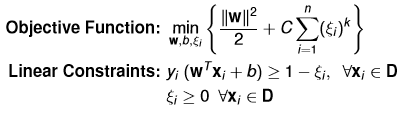 Objective Function: min_{w,b,ξ_i} { ‖w‖² / 2 + C ∑_{i=1}^{n} (ξ_i)^k }
Linear Constraints: y_i (w^T x_i + b) ≥ 1 − ξ_i, ∀x_i ∈ D
ξ_i ≥ 0 ∀x_i ∈ D